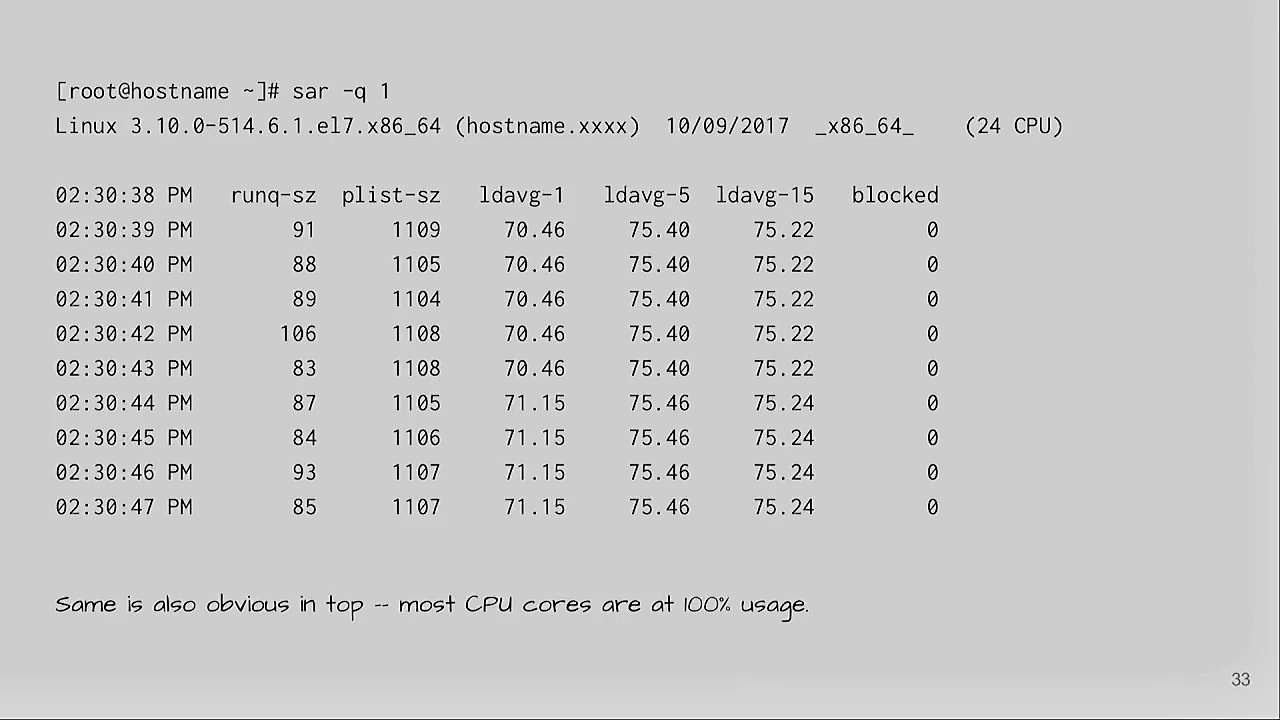 [root@hostname ~]# sar -q 1
Linux 3.10.0-514.6.1.el7.x86_64 (hostname.xxxx)  10/09/2017  _x86_64_    (24 CPU)
02:30:38 PM   runq-sz  plist-sz   ldavg-1   ldavg-5  ldavg-15   blocked
02:30:39 PM        91      1109     70.46     75.40     75.22         0
02:30:40 PM        88      1105     70.46     75.40     75.22         0
02:30:41 PM        89      1104     70.46     75.40     75.22         0
02:30:42 PM       106      1108     70.46     75.40     75.22         0
02:30:43 PM        83      1108     70.46     75.40     75.22         0
02:30:44 PM        87      1105     71.15     75.46     75.24         0
02:30:45 PM        84      1106     71.15     75.46     75.24         0
02:30:46 PM        93      1107     71.15     75.46     75.24         0
02:30:47 PM        85      1107     71.15     75.46     75.24         0
Same is also obvious in top -- most CPU cores are at 100% usage.
33